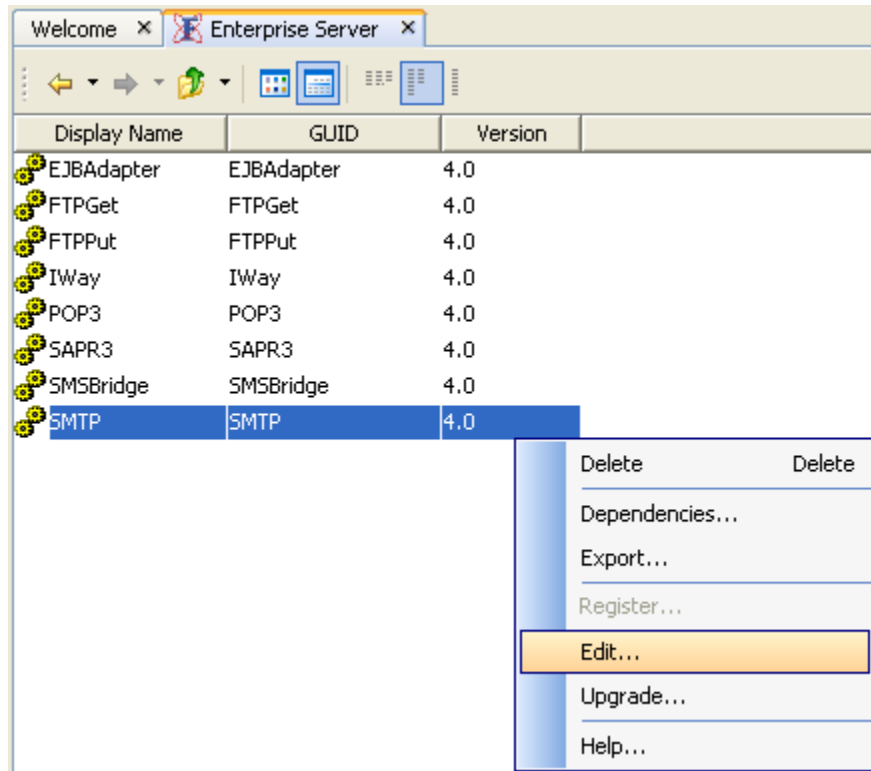 Welcome Enterprise Server
Display Name GUID Version
EJBAdapter EJBAdapter 4.0
FTPGet FTPGet 4.0
FTPPut FTPPut 4.0
IWay IWay 4.0
POP3 POP3 4.0
SAPR3 SAPR3 4.0
SMSBridge SMSBridge 4.0
SMTP SMTP 4.0
Delete Delete
Dependencies...
Export...
Register...
Edit...
Upgrade...
Help...